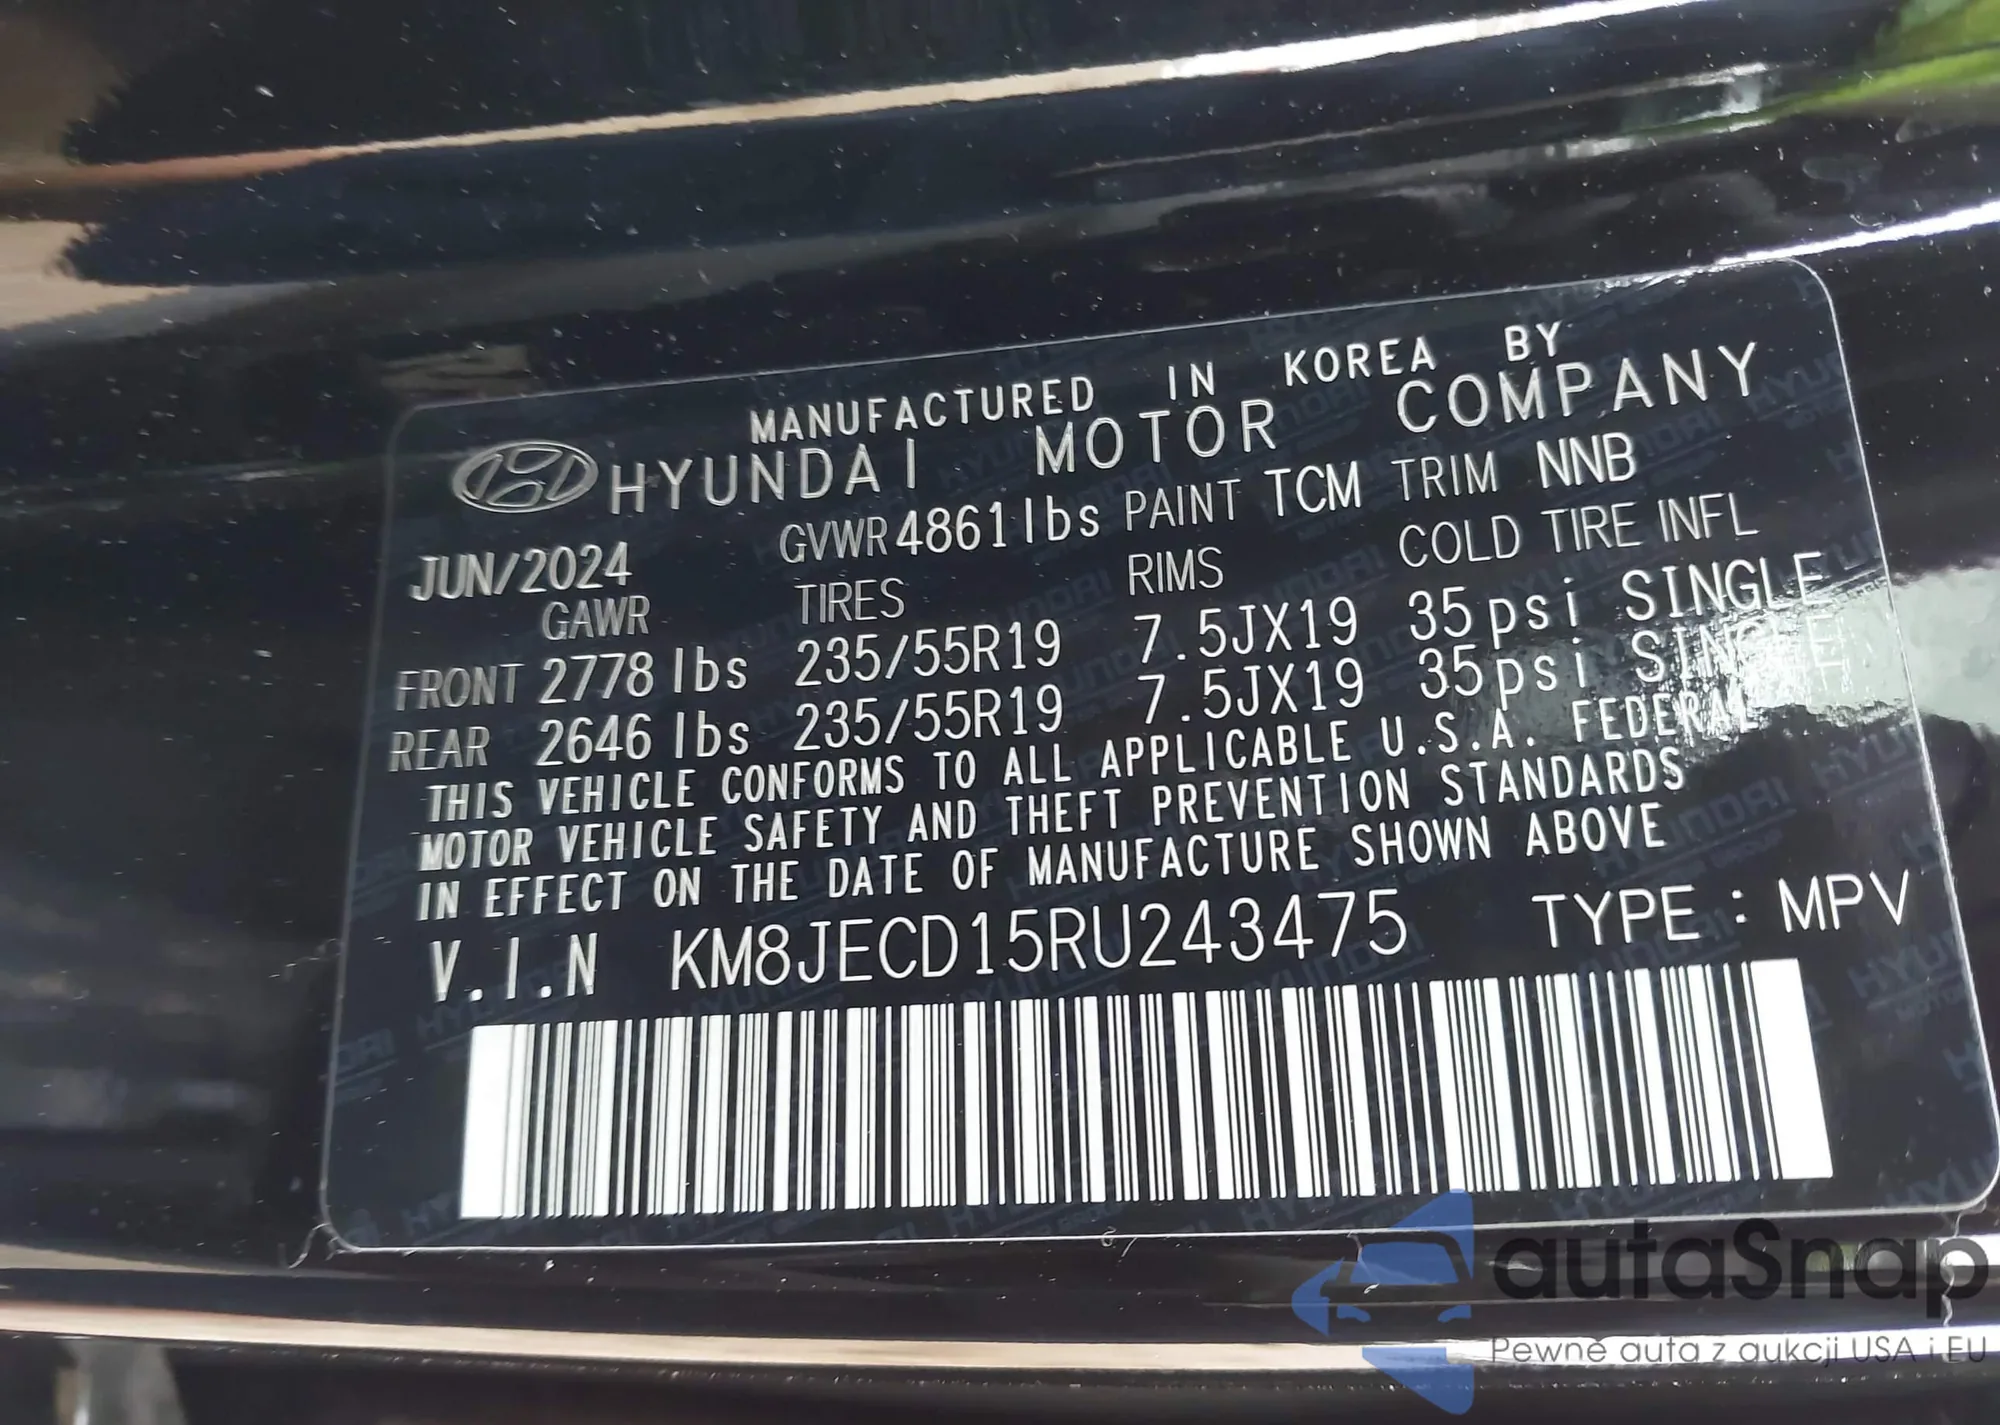 MANUFACTURED IN KOREA BY
HYUNDAI MOTOR COMPANY
JUN/2024 GVWR 4861lbs PAINT TCM TRIM NNB
GAWR TIRES RIMS COLD TIRE INFL
FRONT 2778 lbs 235/55R19 7.5JX19 35psi SINGLE
REAR 2646 lbs 235/55R19 7.5JX19 35psi SINGLE
THIS VEHICLE CONFORMS TO ALL APPLICABLE U.S.A. FEDERAL
MOTOR VEHICLE SAFETY AND THEFT PREVENTION STANDARDS
IN EFFECT ON THE DATE OF MANUFACTURE SHOWN ABOVE
V.I.N KM8JECD15RU243475 TYPE : MPV
autaSnap
Pewne auta z aukcji USA i EU